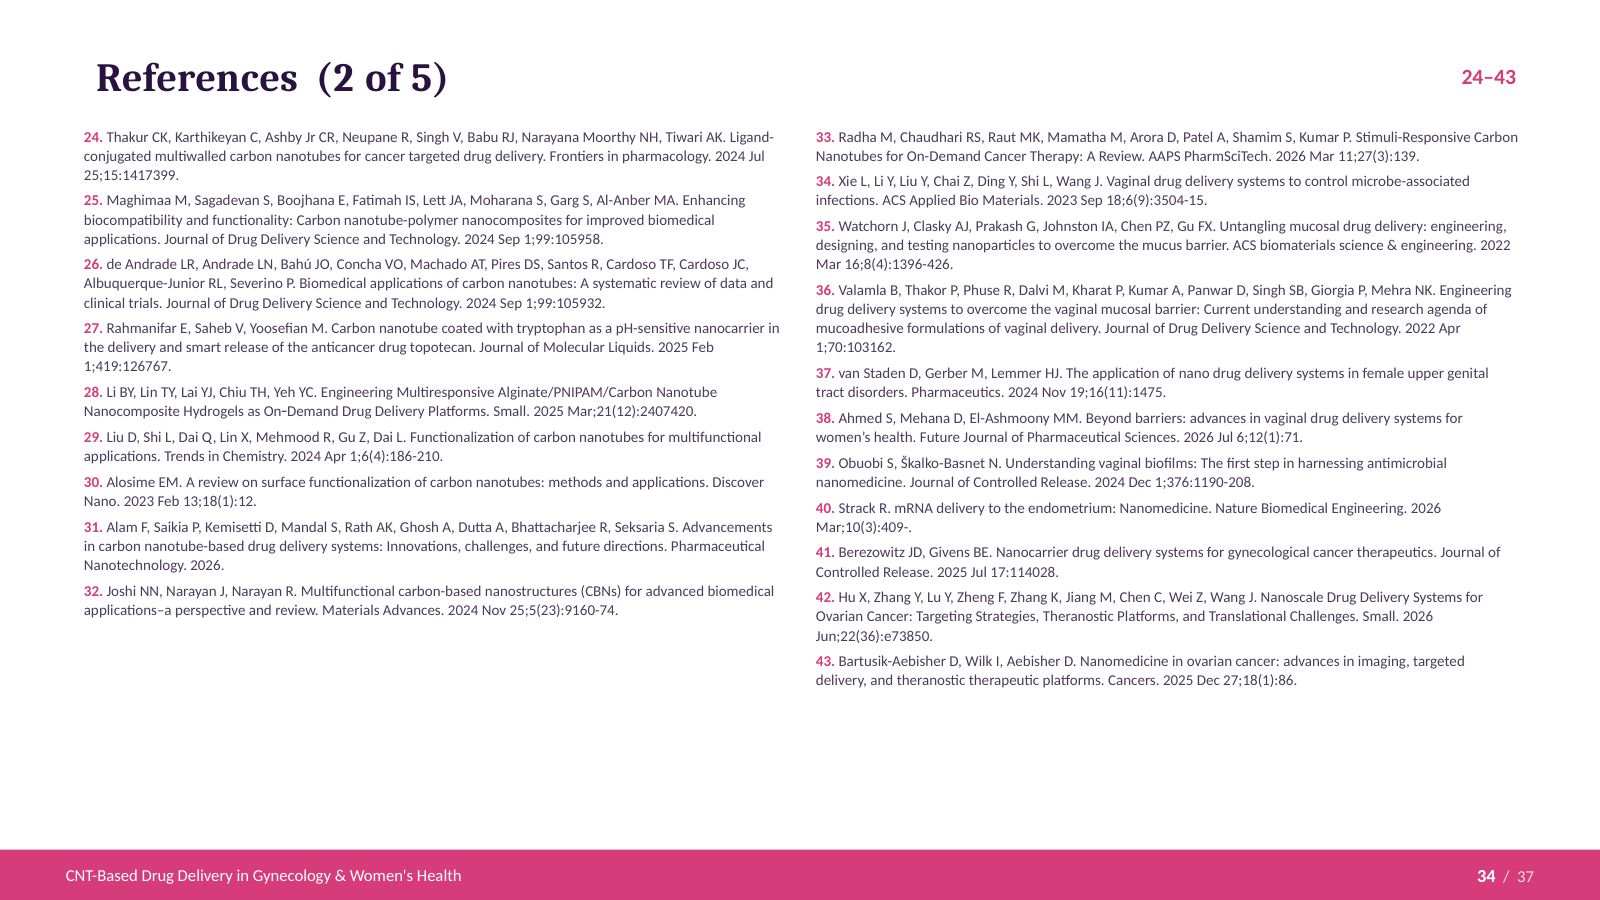 References (2 of 5)
24–43
24. Thakur CK, Karthikeyan C, Ashby Jr CR, Neupane R, Singh V, Babu RJ, Narayana Moorthy NH, Tiwari AK. Ligand-
conjugated multiwalled carbon nanotubes for cancer targeted drug delivery. Frontiers in pharmacology. 2024 Jul
25;15:1417399.
25. Maghimaa M, Sagadevan S, Boojhana E, Fatimah IS, Lett JA, Moharana S, Garg S, Al-Anber MA. Enhancing
biocompatibility and functionality: Carbon nanotube-polymer nanocomposites for improved biomedical
applications. Journal of Drug Delivery Science and Technology. 2024 Sep 1;99:105958.
26. de Andrade LR, Andrade LN, Bahú JO, Concha VO, Machado AT, Pires DS, Santos R, Cardoso TF, Cardoso JC,
Albuquerque-Junior RL, Severino P. Biomedical applications of carbon nanotubes: A systematic review of data and
clinical trials. Journal of Drug Delivery Science and Technology. 2024 Sep 1;99:105932.
27. Rahmanifar E, Saheb V, Yoosefian M. Carbon nanotube coated with tryptophan as a pH-sensitive nanocarrier in
the delivery and smart release of the anticancer drug topotecan. Journal of Molecular Liquids. 2025 Feb
1;419:126767.
28. Li BY, Lin TY, Lai YJ, Chiu TH, Yeh YC. Engineering Multiresponsive Alginate/PNIPAM/Carbon Nanotube
Nanocomposite Hydrogels as On-Demand Drug Delivery Platforms. Small. 2025 Mar;21(12):2407420.
29. Liu D, Shi L, Dai Q, Lin X, Mehmood R, Gu Z, Dai L. Functionalization of carbon nanotubes for multifunctional
applications. Trends in Chemistry. 2024 Apr 1;6(4):186-210.
30. Alosime EM. A review on surface functionalization of carbon nanotubes: methods and applications. Discover
Nano. 2023 Feb 13;18(1):12.
31. Alam F, Saikia P, Kemisetti D, Mandal S, Rath AK, Ghosh A, Dutta A, Bhattacharjee R, Seksaria S. Advancements
in carbon nanotube-based drug delivery systems: Innovations, challenges, and future directions. Pharmaceutical
Nanotechnology. 2026.
32. Joshi NN, Narayan J, Narayan R. Multifunctional carbon-based nanostructures (CBNs) for advanced biomedical
applications–a perspective and review. Materials Advances. 2024 Nov 25;5(23):9160-74.
33. Radha M, Chaudhari RS, Raut MK, Mamatha M, Arora D, Patel A, Shamim S, Kumar P. Stimuli-Responsive Carbon
Nanotubes for On-Demand Cancer Therapy: A Review. AAPS PharmSciTech. 2026 Mar 11;27(3):139.
34. Xie L, Li Y, Liu Y, Chai Z, Ding Y, Shi L, Wang J. Vaginal drug delivery systems to control microbe-associated
infections. ACS Applied Bio Materials. 2023 Sep 18;6(9):3504-15.
35. Watchorn J, Clasky AJ, Prakash G, Johnston IA, Chen PZ, Gu FX. Untangling mucosal drug delivery: engineering,
designing, and testing nanoparticles to overcome the mucus barrier. ACS biomaterials science & engineering. 2022
Mar 16;8(4):1396-426.
36. Valamla B, Thakor P, Phuse R, Dalvi M, Kharat P, Kumar A, Panwar D, Singh SB, Giorgia P, Mehra NK. Engineering
drug delivery systems to overcome the vaginal mucosal barrier: Current understanding and research agenda of
mucoadhesive formulations of vaginal delivery. Journal of Drug Delivery Science and Technology. 2022 Apr
1;70:103162.
37. van Staden D, Gerber M, Lemmer HJ. The application of nano drug delivery systems in female upper genital
tract disorders. Pharmaceutics. 2024 Nov 19;16(11):1475.
38. Ahmed S, Mehana D, El-Ashmoony MM. Beyond barriers: advances in vaginal drug delivery systems for
women’s health. Future Journal of Pharmaceutical Sciences. 2026 Jul 6;12(1):71.
39. Obuobi S, Škalko-Basnet N. Understanding vaginal biofilms: The first step in harnessing antimicrobial
nanomedicine. Journal of Controlled Release. 2024 Dec 1;376:1190-208.
40. Strack R. mRNA delivery to the endometrium: Nanomedicine. Nature Biomedical Engineering. 2026
Mar;10(3):409-.
41. Berezowitz JD, Givens BE. Nanocarrier drug delivery systems for gynecological cancer therapeutics. Journal of
Controlled Release. 2025 Jul 17:114028.
42. Hu X, Zhang Y, Lu Y, Zheng F, Zhang K, Jiang M, Chen C, Wei Z, Wang J. Nanoscale Drug Delivery Systems for
Ovarian Cancer: Targeting Strategies, Theranostic Platforms, and Translational Challenges. Small. 2026
Jun;22(36):e73850.
43. Bartusik-Aebisher D, Wilk I, Aebisher D. Nanomedicine in ovarian cancer: advances in imaging, targeted
delivery, and theranostic therapeutic platforms. Cancers. 2025 Dec 27;18(1):86.
CNT-Based Drug Delivery in Gynecology & Women's Health
34 / 37